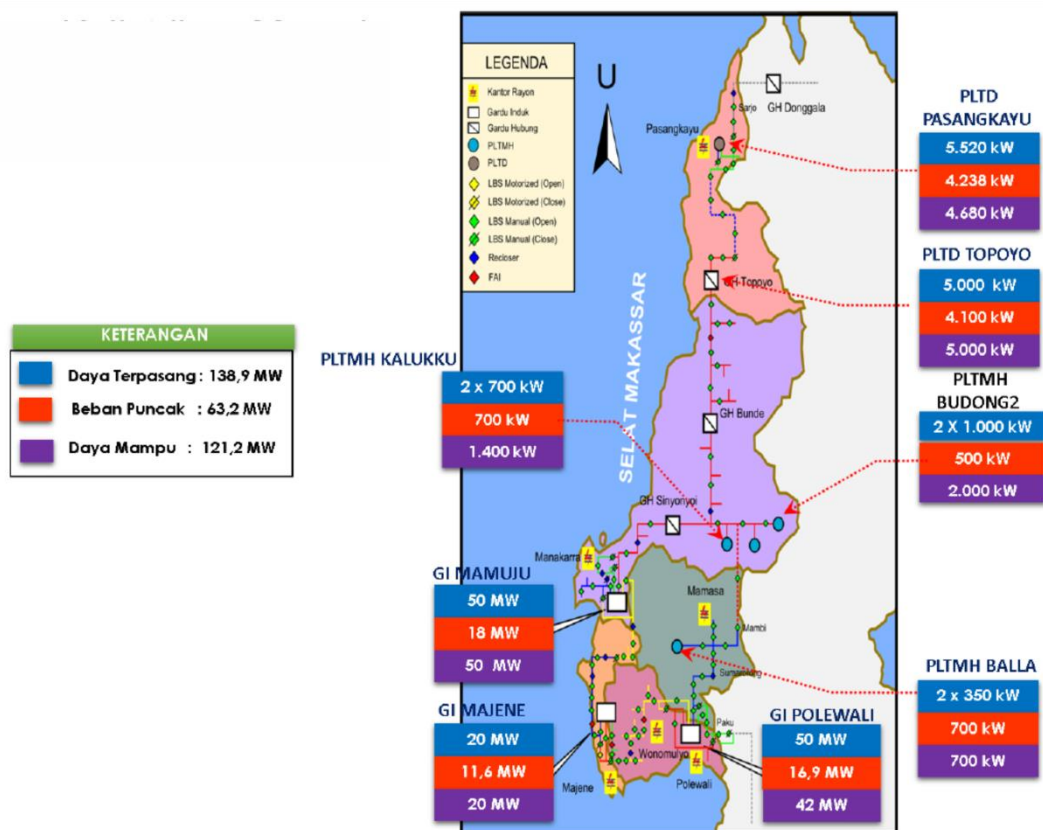 LEGENDA
Kantor Rayon
Gardu Induk
Gardu Hubung
PLTMH
PLTD
LBS Motorized (Open)
LBS Motorized (Close)
LBS Manual (Open)
LBS Manual (Close)
Recloser
FAI
U
SELAT MAKASSAR
Sarjo
GH Donggala
Pasangkayu
GH Topoyo
GH Bunde
GH Sinyonyoi
Manakarra
Mamasa
Mambi
Sumarorong
Paku
Wonomulyo
Majene
Polewali
PLTD
PASANGKAYU
5.520 kW
4.238 kW
4.680 kW
PLTD TOPOYO
5.000 kW
4.100 kW
5.000 kW
PLTMH
BUDONG2
2 X 1.000 kW
500 kW
2.000 kW
KETERANGAN
Daya Terpasang : 138,9 MW
Beban Puncak : 63,2 MW
Daya Mampu : 121,2 MW
PLTMH KALUKKU
2 x 700 kW
700 kW
1.400 kW
GI MAMUJU
50 MW
18 MW
50 MW
GI MAJENE
20 MW
11,6 MW
20 MW
GI POLEWALI
50 MW
16,9 MW
42 MW
PLTMH BALLA
2 x 350 kW
700 kW
700 kW